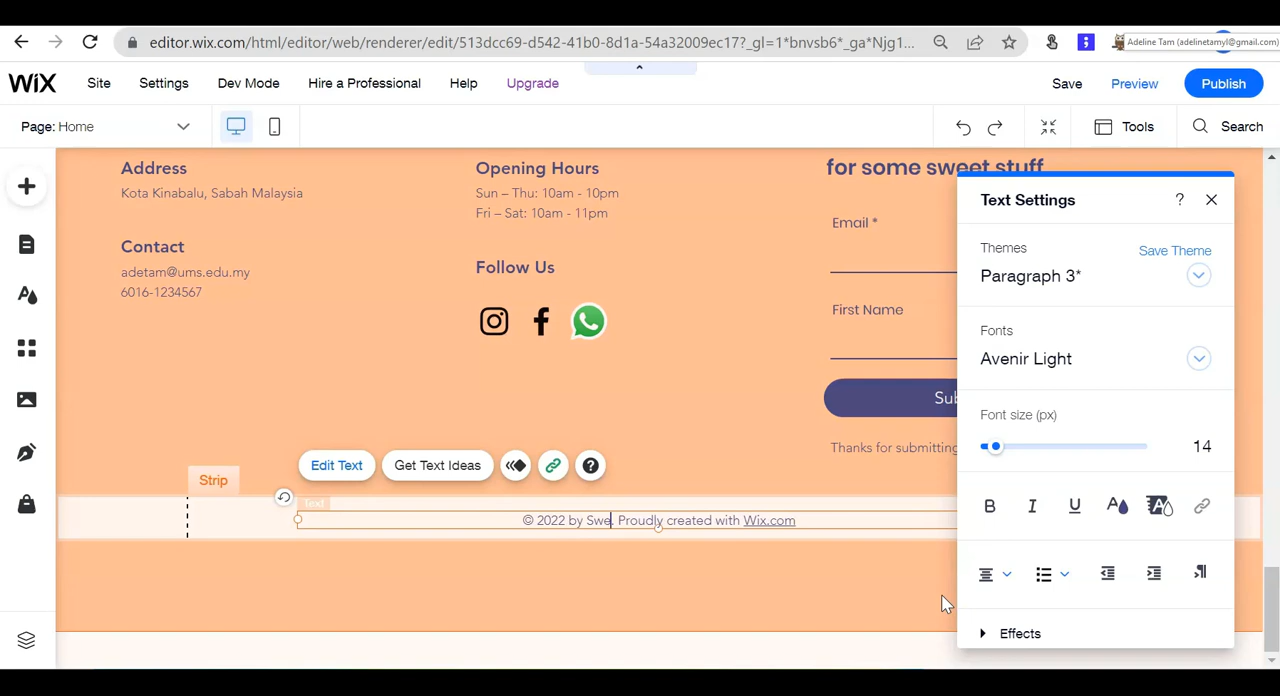 editor.wix.com/html/editor/web/renderer/edit/513dcc69-d542-41b0-8d1a-54a32009ec17?_gl=1*bnvsb6*_ga*Njg1...
Adeline Tam (adelinetamyl@gmail.com)
WiX Site Settings Dev Mode Hire a Professional Help Upgrade Save Preview Publish
Page: Home Tools Search
Address
Kota Kinabalu, Sabah Malaysia
Contact
adetam@ums.edu.my
6016-1234567
Opening Hours
Sun – Thu: 10am - 10pm
Fri – Sat: 10am - 11pm
Follow Us
for some sweet stuff
Email *
First Name
Sub
Thanks for submitting
Edit Text Get Text Ideas
Strip
Text
© 2022 by Swe. Proudly created with Wix.com
Text Settings ?
Themes Save Theme
Paragraph 3*
Fonts
Avenir Light
Font size (px)
14
B I U A A
Effects